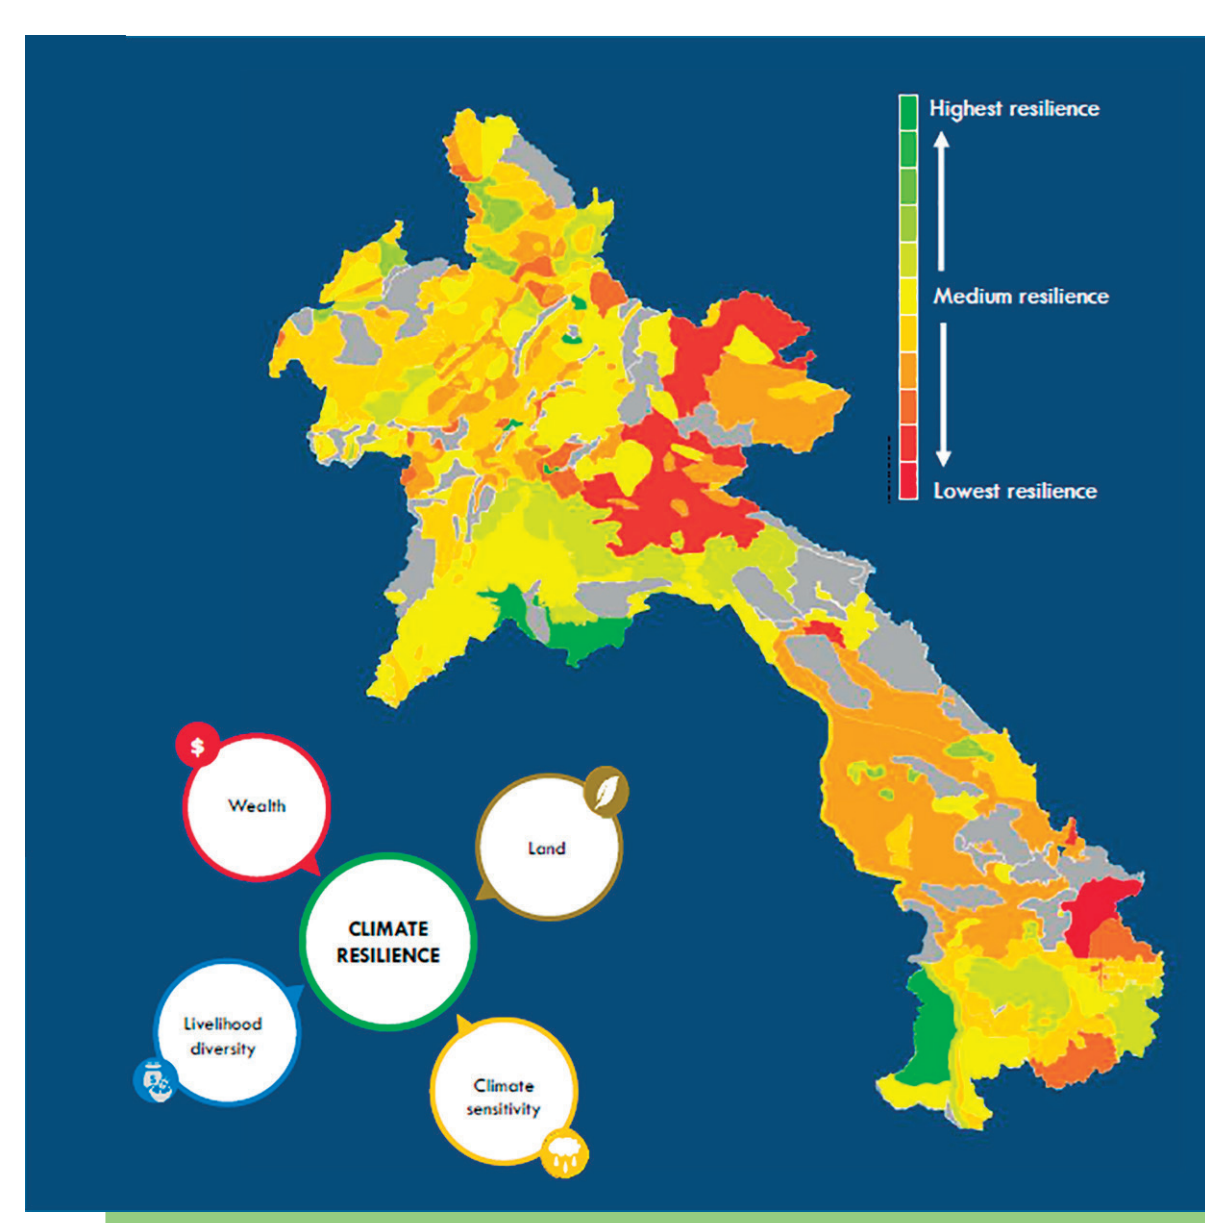 Highest resilience
Medium resilience
Lowest resilience
$
Wealth
Land
CLIMATE
RESILIENCE
Livelihood
diversity
Climate
sensitivity
$